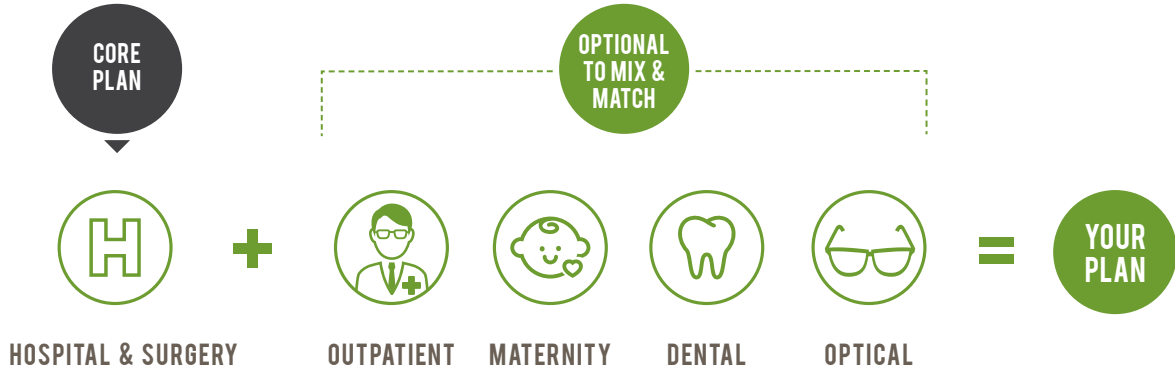 CORE
PLAN
OPTIONAL
TO MIX &
MATCH
H
+
=
YOUR
PLAN
HOSPITAL & SURGERY
OUTPATIENT
MATERNITY
DENTAL
OPTICAL